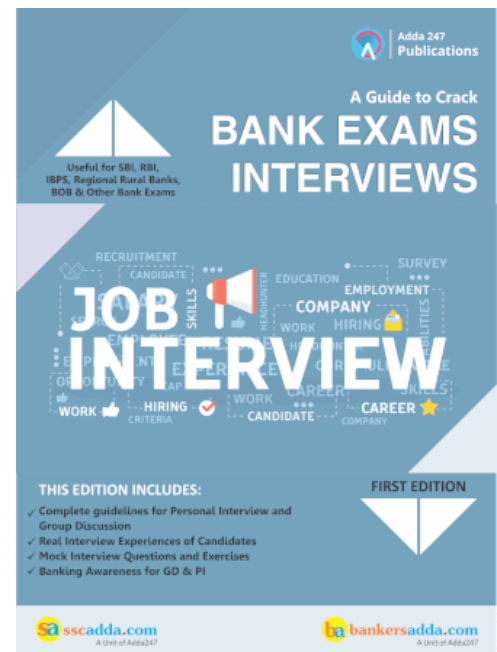 Adda 247
Publications
A Guide to Crack
BANK EXAMS
INTERVIEWS
Useful for SBI, RBI,
IBPS, Regional Rural Banks,
BOB & Other Bank Exams
RECRUITMENT
CANDIDATE
SKILLS
HEADHUNTER
EDUCATION
SURVEY
EMPLOYMENT
COMPANY
WORK
HIRING
JOB
INTERVIEW
EXPERIENCE
WORK
CAREER
SKILLS
WORK
HIRING
CRITERIA
CANDIDATE
COMPANY
CAREER
THIS EDITION INCLUDES:
✓ Complete guidelines for Personal Interview and
Group Discussion
✓ Real Interview Experiences of Candidates
✓ Mock Interview Questions and Exercises
✓ Banking Awareness for GD & PI
FIRST EDITION
sa sscadda.com
A Unit of Adda247
ba bankersadda.com
A Unit of Adda247